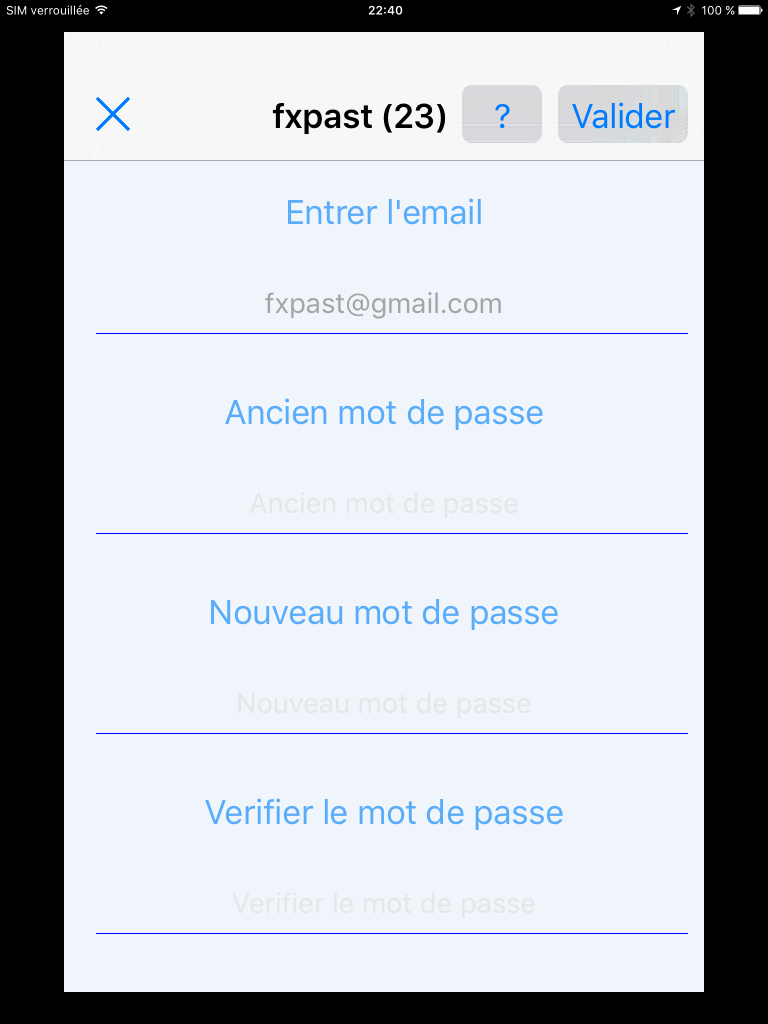 SIM verrouillée 22:40 100 %
fxpast (23) ? Valider
Entrer l'email
fxpast@gmail.com
Ancien mot de passe
Ancien mot de passe
Nouveau mot de passe
Nouveau mot de passe
Verifier le mot de passe
Verifier le mot de passe